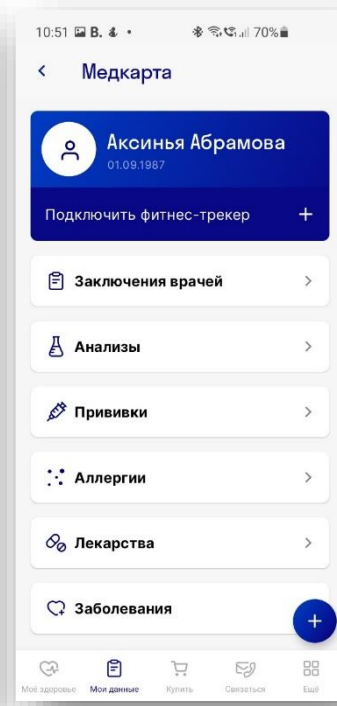 10:51 В. • 70%
Медкарта
Аксинья Абрамова
01.09.1987
Подключить фитнес-трекер +
Заключения врачей
Анализы
Прививки
Аллергии
Лекарства
Заболевания
+
Моё здоровье Мои данные Купить Связаться Ещё